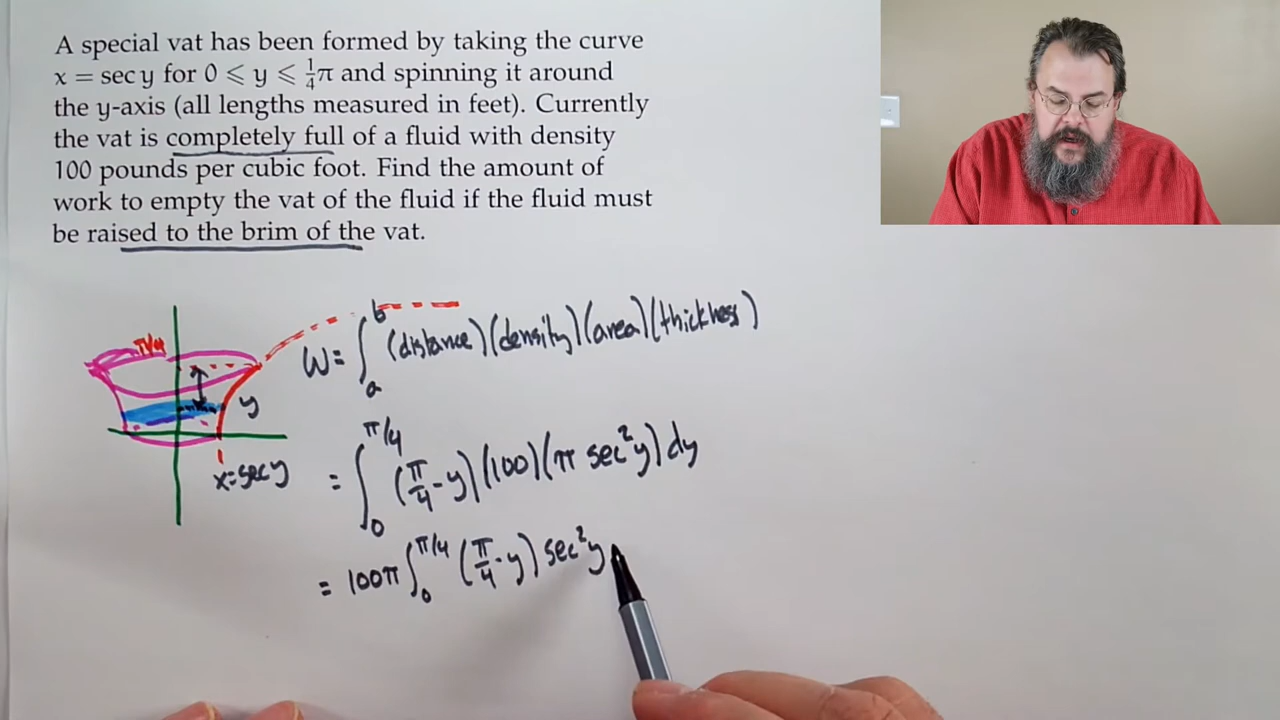 A special vat has been formed by taking the curve
x = sec y for 0 ⩽ y ⩽ ¼π and spinning it around
the y-axis (all lengths measured in feet). Currently
the vat is completely full of a fluid with density
100 pounds per cubic foot. Find the amount of
work to empty the vat of the fluid if the fluid must
be raised to the brim of the vat.
π/4
y
x=sec y
W = ∫_a^b (distance)(density)(area)(thickness)
= ∫_0^{π/4} (π/4 - y)(100)(π sec²y) dy
= 100π ∫_0^{π/4} (π/4 - y) sec²y